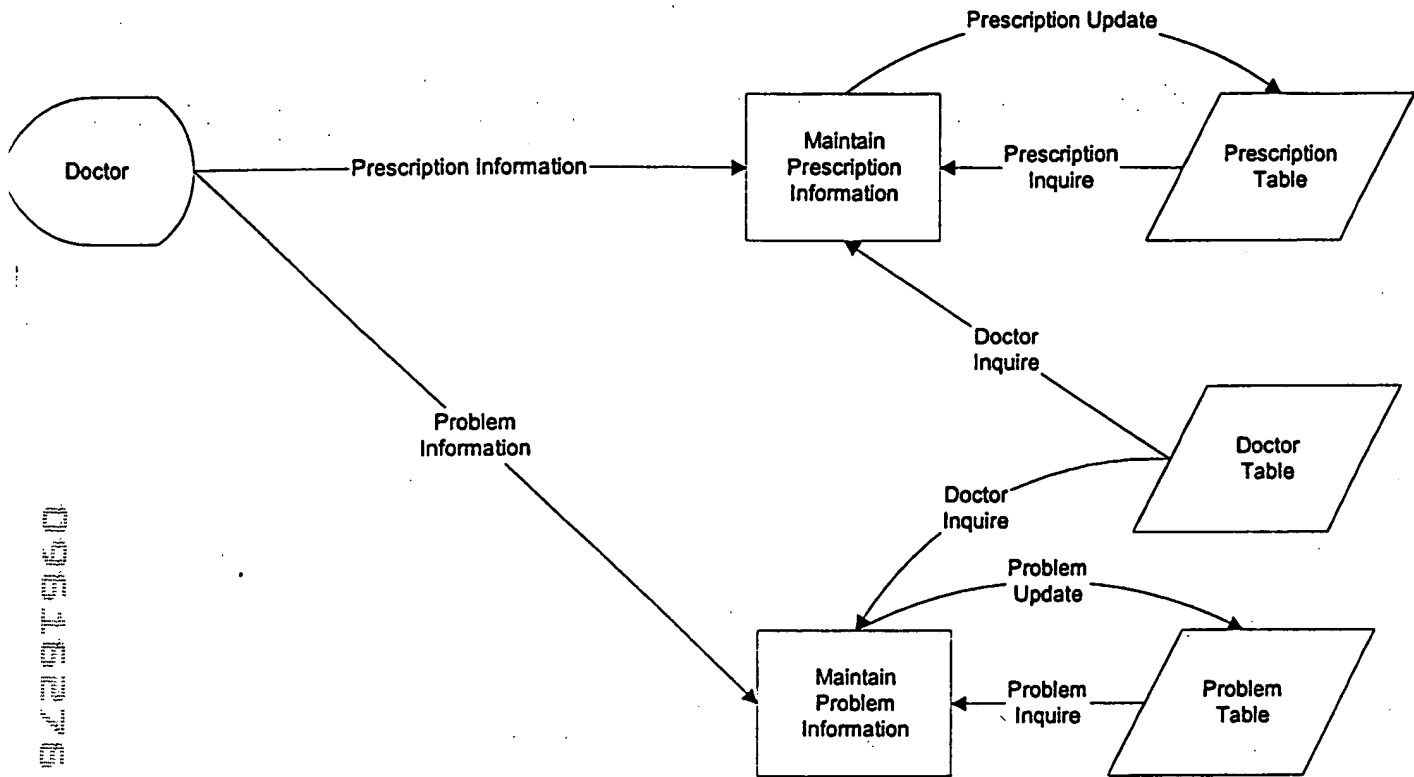 Prescription Update
Doctor
Prescription Information
Maintain
Prescription
Information
Prescription
Inquire
Prescription
Table
Doctor
Inquire
Problem
Information
Doctor
Table
Doctor
Inquire
Problem
Update
Maintain
Problem
Information
Problem
Inquire
Problem
Table